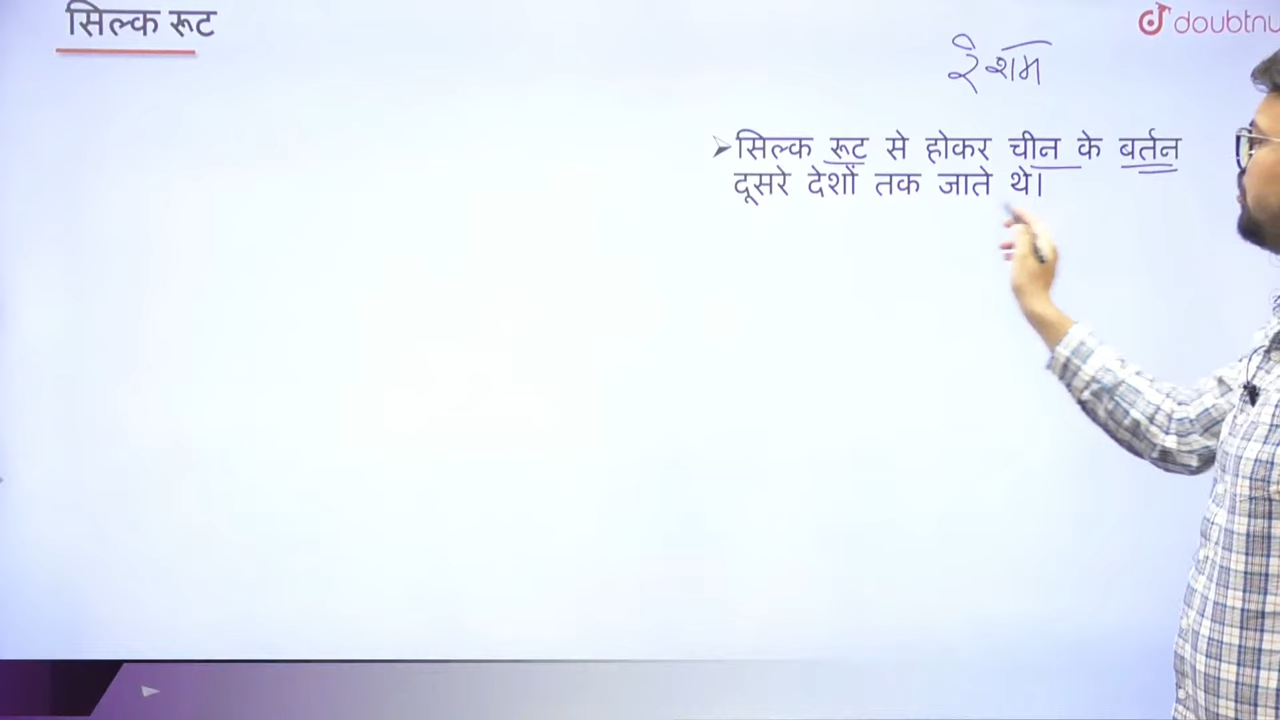 सिल्क रूट
doubtnu
रेशम
➢सिल्क रूट से होकर चीन के बर्तन
दूसरे देशों तक जाते थे।